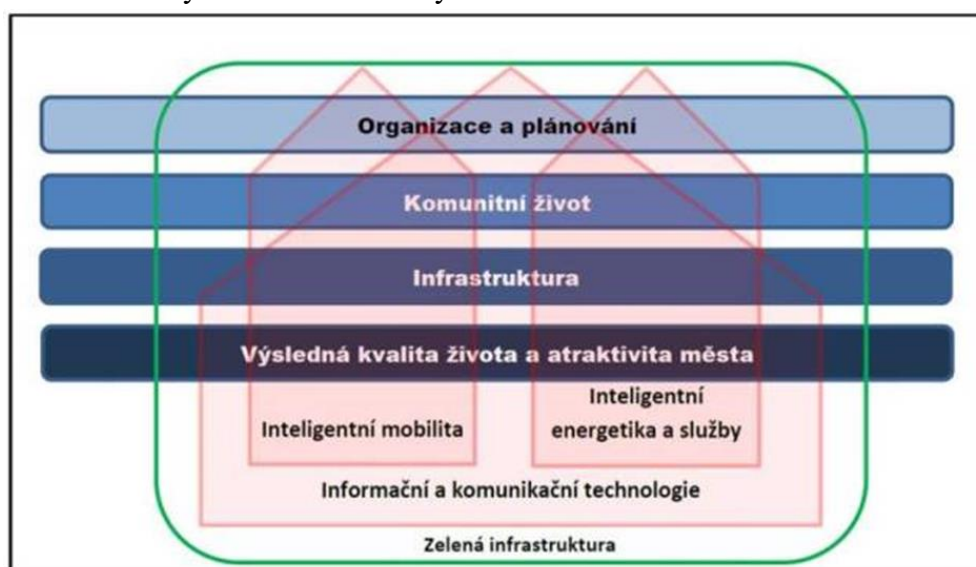 Organizace a plánování
Komunitní život
Infrastruktura
Výsledná kvalita života a atraktivita města
Inteligentní mobilita
Inteligentní
energetika a služby
Informační a komunikační technologie
Zelená infrastruktura